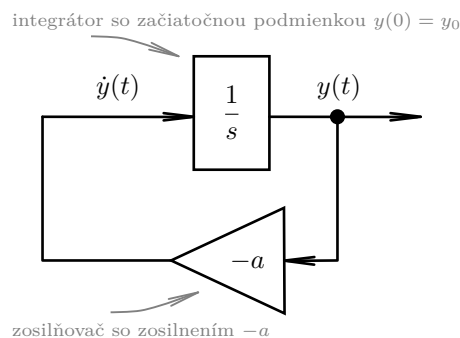 integrátor so začiatočnou podmienkou y(0) = y₀
ẏ(t)
y(t)
1
s
−a
zosilňovač so zosilnením −a